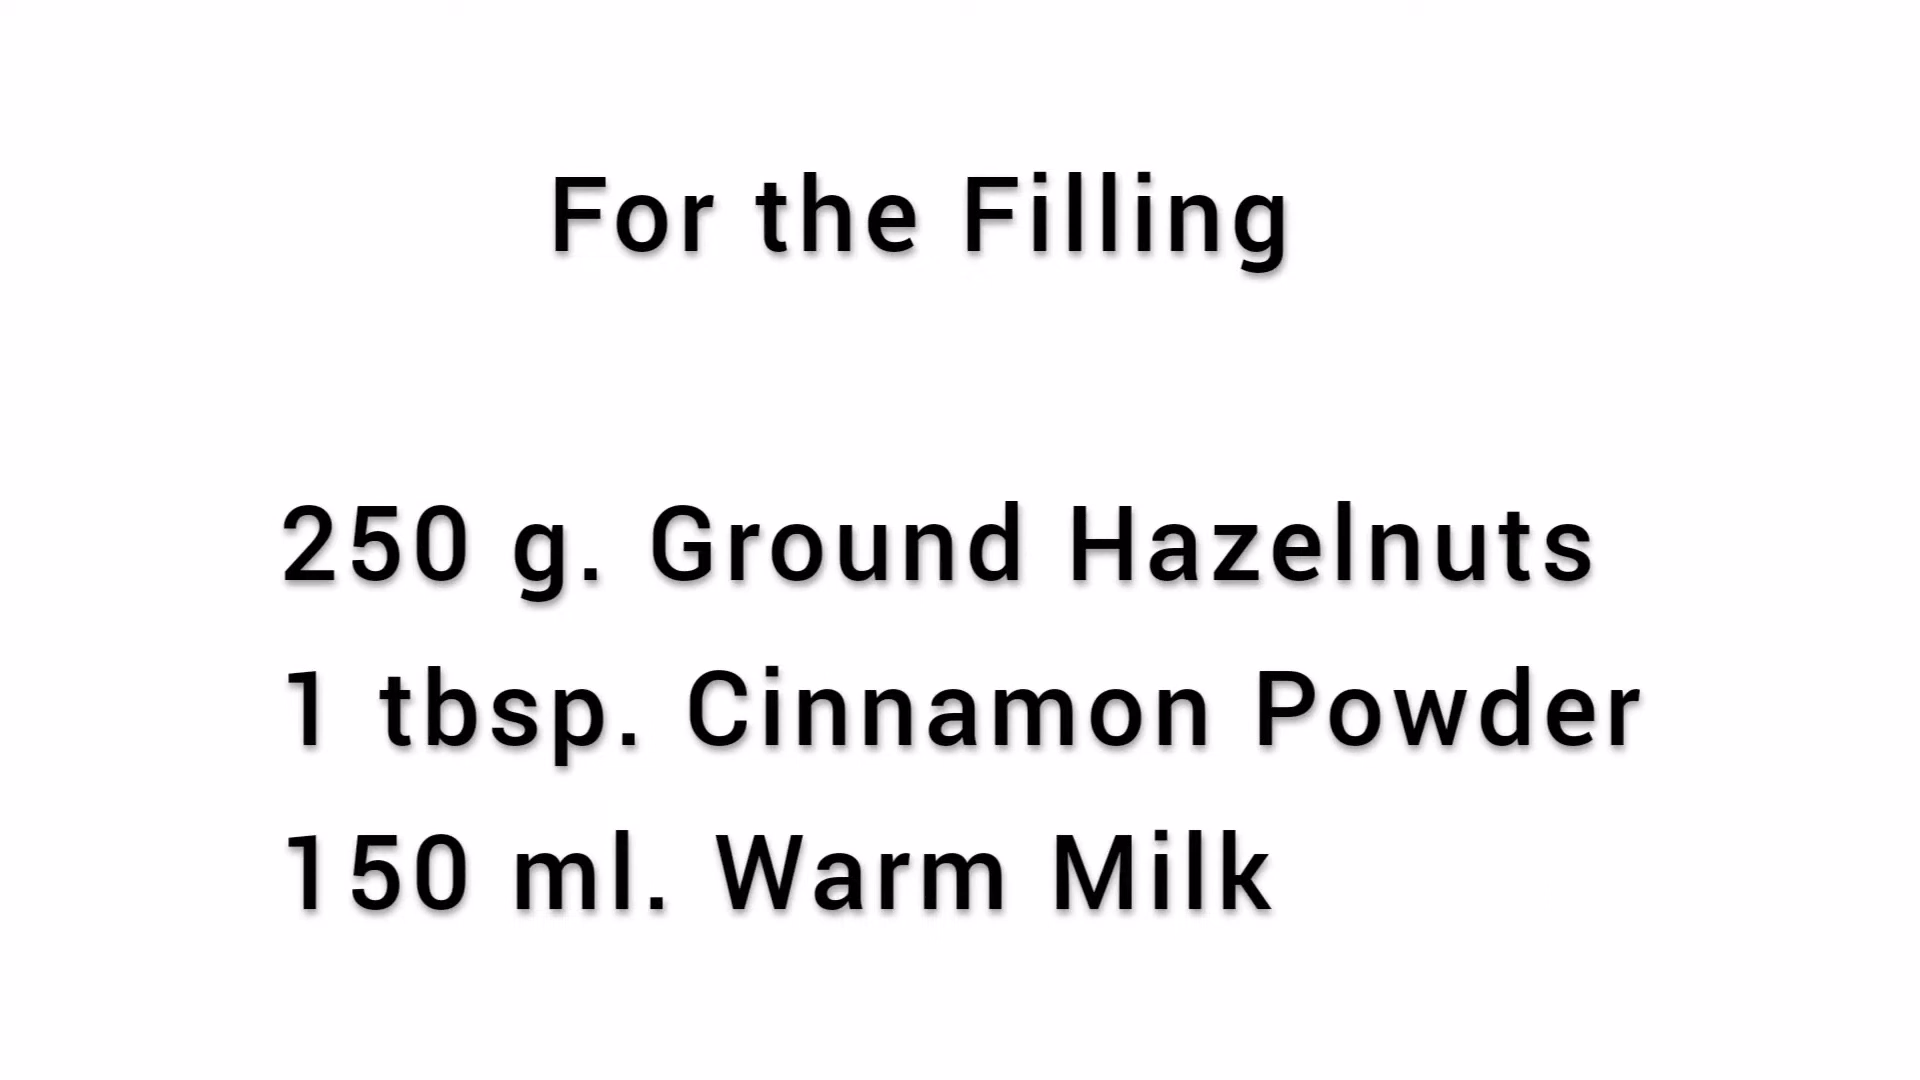 For the Filling
250 g. Ground Hazelnuts
1 tbsp. Cinnamon Powder
150 ml. Warm Milk